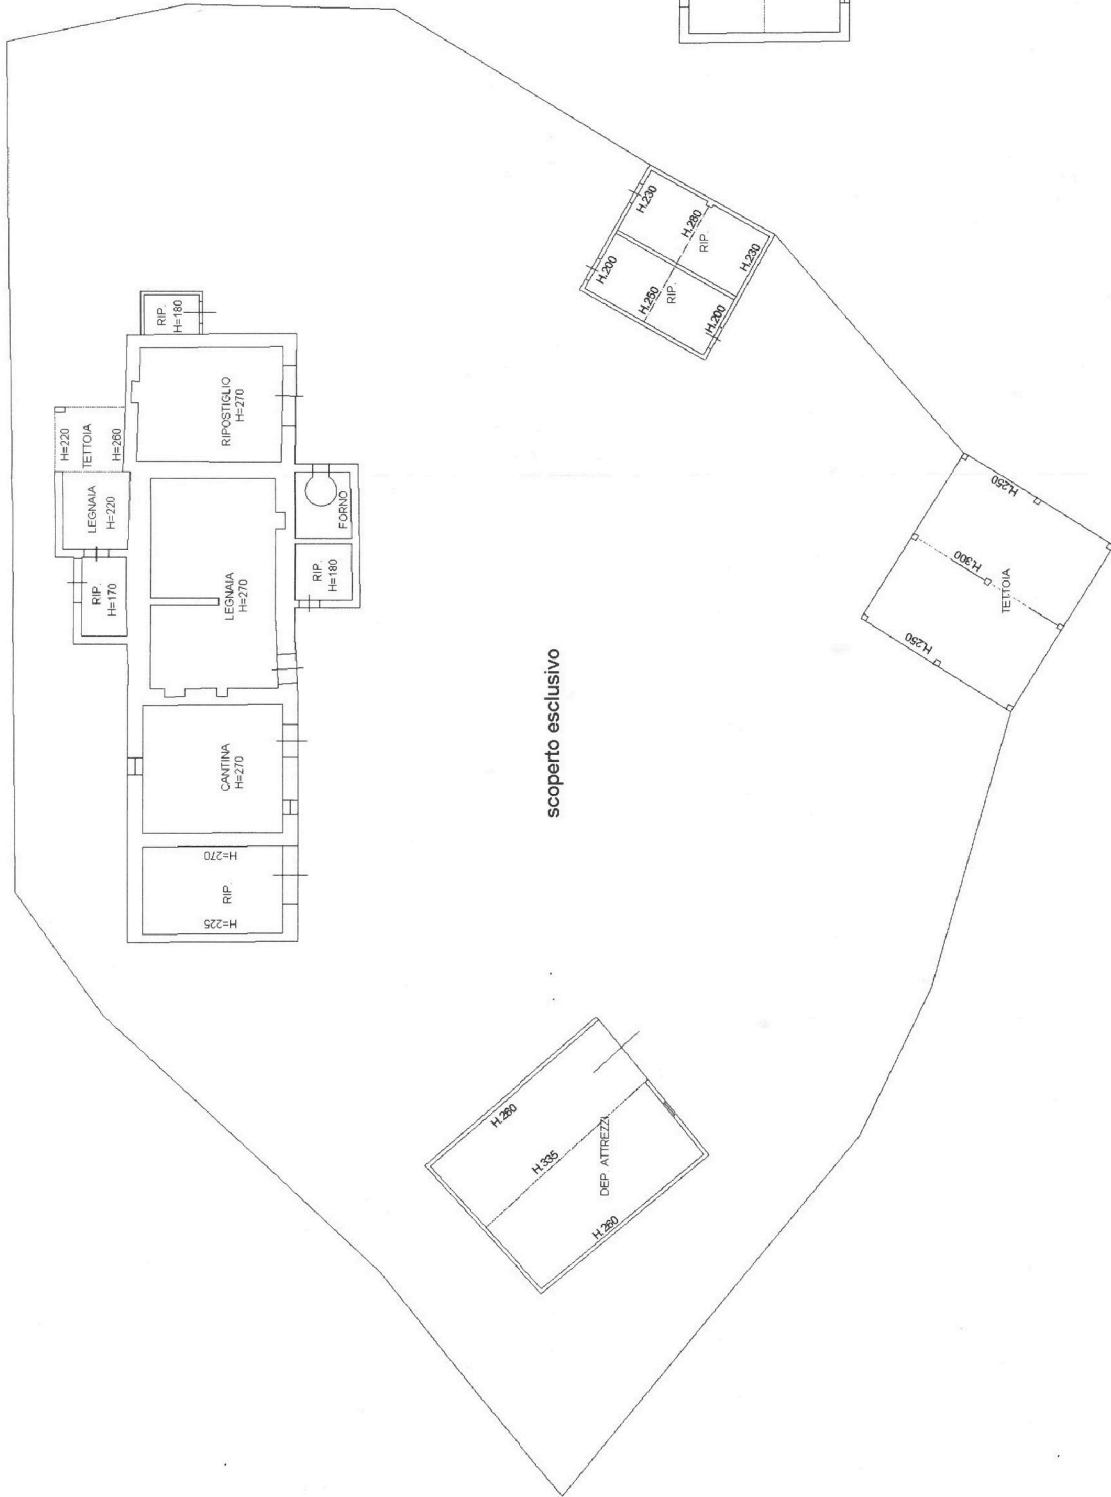 RIP.
H=180
H=220
TETTOIA
H=260
RIPOSTIGLIO
H=270
LEGNAIA
H=220
RIP.
H=170
LEGNAIA
H=270
FORNO
RIP.
H=180
CANTINA
H=270
H=270
RIP.
H=225
H.230
H.280
RIP.
H.230
H.200
H.250
RIP.
H.200
H.250
H.300
TETTOIA
H.250
scoperto esclusivo
H.260
H.335
DEP. ATTREZZI
H.260